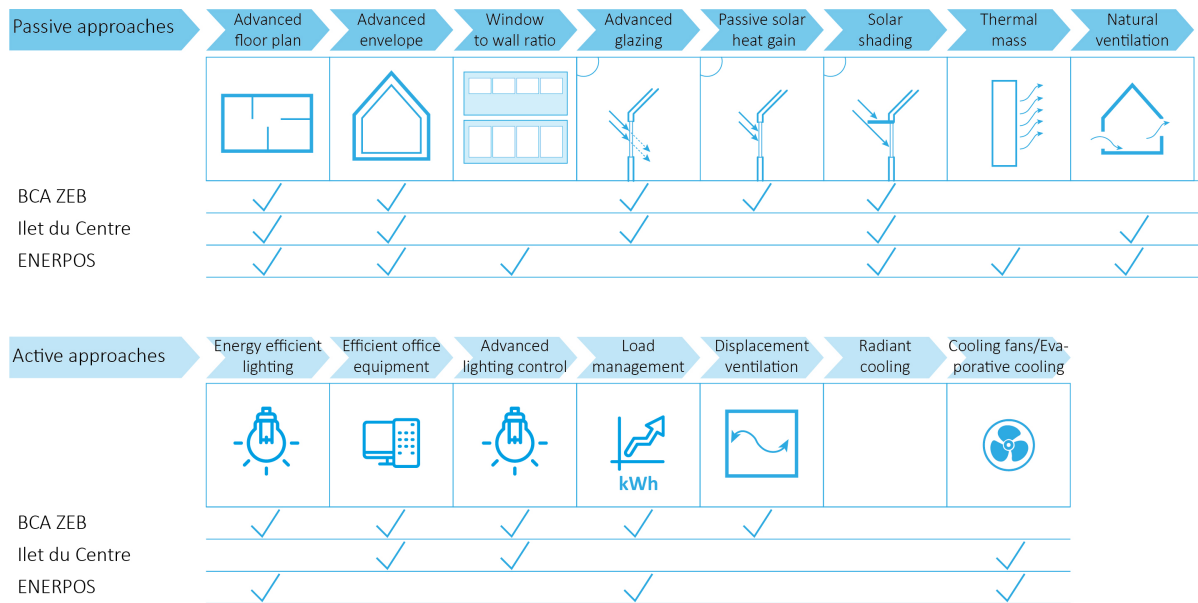 Passive approaches
Advanced
floor plan
Advanced
envelope
Window
to wall ratio
Advanced
glazing
Passive solar
heat gain
Solar
shading
Thermal
mass
Natural
ventilation
BCA ZEB
Ilet du Centre
ENERPOS
Active approaches
Energy efficient
lighting
Efficient office
equipment
Advanced
lighting control
Load
management
Displacement
ventilation
Radiant
cooling
Cooling fans/Eva-
porative cooling
kWh
BCA ZEB
Ilet du Centre
ENERPOS